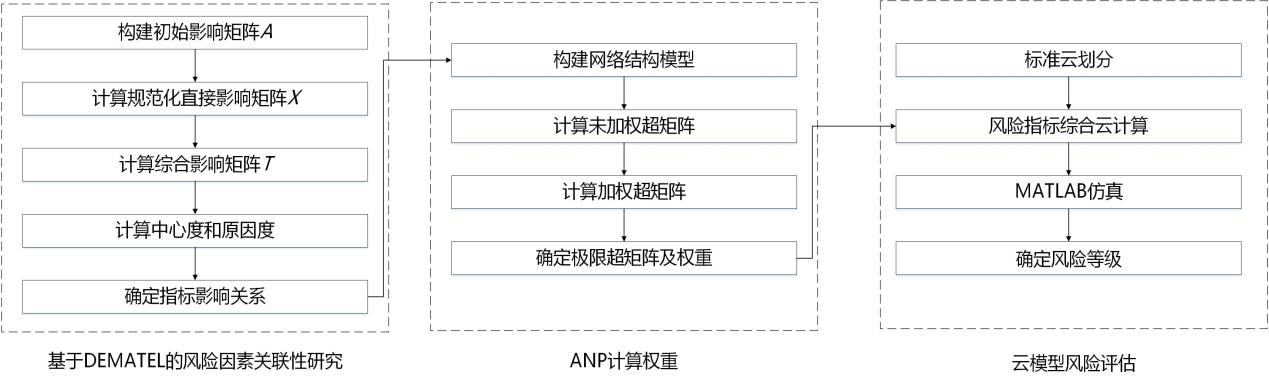 构建初始影响矩阵A
计算规范化直接影响矩阵X
计算综合影响矩阵T
计算中心度和原因度
确定指标影响关系
基于DEMATEL的风险因素关联性研究
构建网络结构模型
计算未加权超矩阵
计算加权超矩阵
确定极限超矩阵及权重
ANP计算权重
标准云划分
风险指标综合云计算
MATLAB仿真
确定风险等级
云模型风险评估